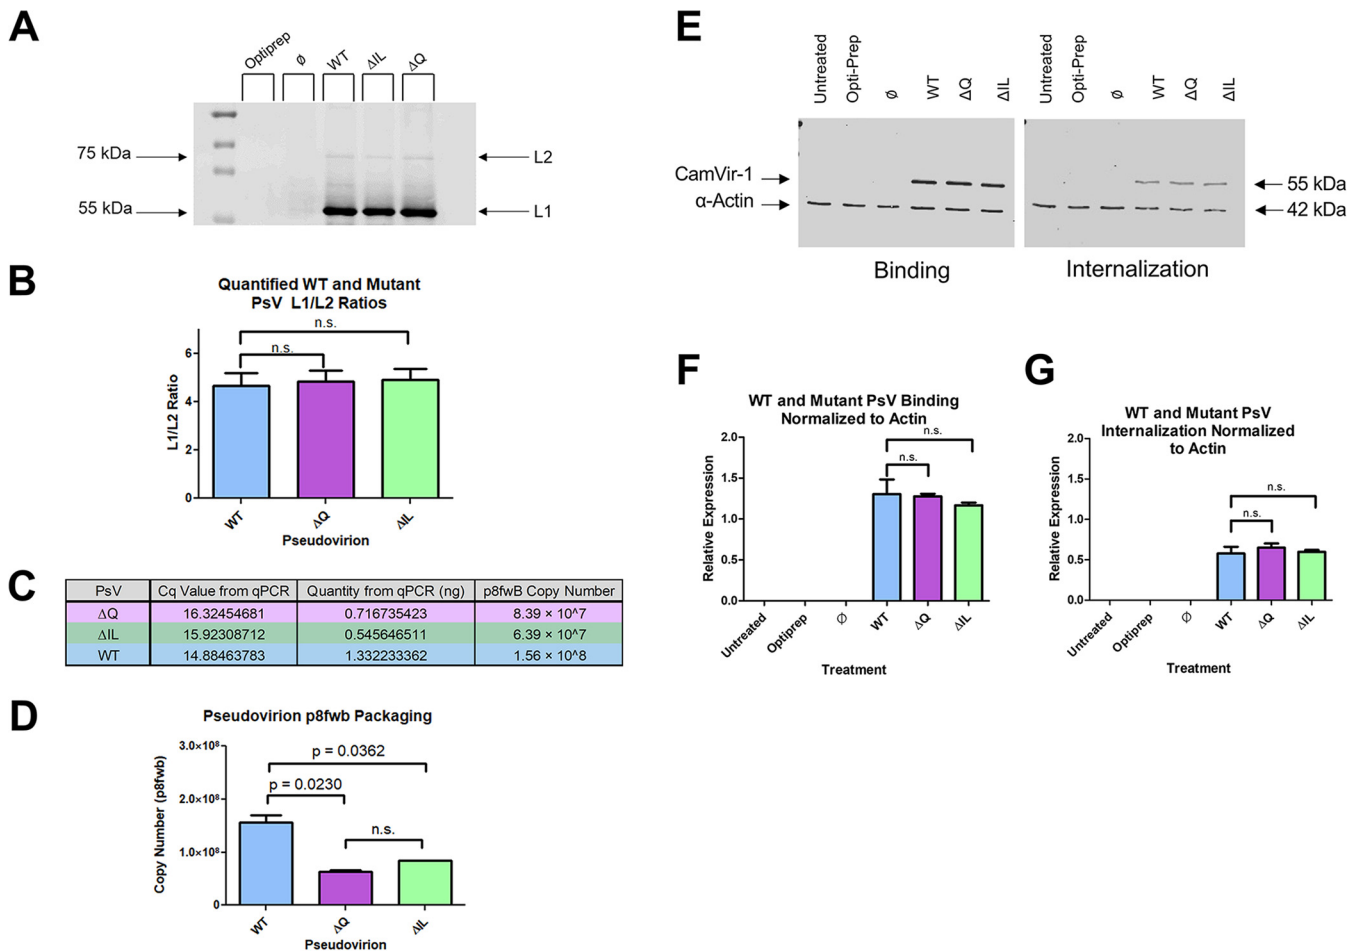 A
Optiprep
ϕ
WT
ΔIL
ΔQ
75 kDa
L2
55 kDa
L1
B
Quantified WT and Mutant
PsV L1/L2 Ratios
n.s.
n.s.
6
4
2
0
L1/L2 Ratio
WT
ΔQ
ΔIL
Pseudovirion
C
PsV Cq Value from qPCR Quantity from qPCR (ng) p8fwB Copy Number
ΔQ 16.32454681 0.716735423 8.39 × 10^7
ΔIL 15.92308712 0.545646511 6.39 × 10^7
WT 14.88463783 1.332233362 1.56 × 10^8
D
Pseudovirion p8fwb Packaging
3.0×10⁸
2.0×10⁸
1.0×10⁸
0
Copy Number (p8fwb)
p = 0.0362
p = 0.0230
n.s.
WT
ΔQ
ΔIL
Pseudovirion
E
Untreated
Opti-Prep
ϕ
WT
ΔQ
ΔIL
Untreated
Opti-Prep
ϕ
WT
ΔQ
ΔIL
CamVir-1
α-Actin
55 kDa
42 kDa
Binding
Internalization
F
WT and Mutant PsV Binding
Normalized to Actin
2.0
1.5
1.0
0.5
0.0
Relative Expression
n.s.
n.s.
Untreated
Optiprep
∅
WT
ΔQ
ΔIL
Treatment
G
WT and Mutant PsV
Internalization Normalized
to Actin
2.0
1.5
1.0
0.5
0.0
Relative Expression
n.s.
n.s.
Untreated
Optiprep
∅
WT
ΔQ
ΔIL
Treatment